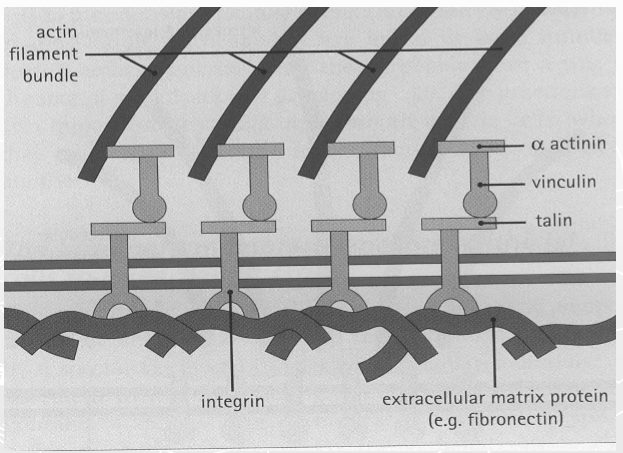 actin
filament
bundle
α actinin
vinculin
talin
integrin
extracellular matrix protein
(e.g. fibronectin)